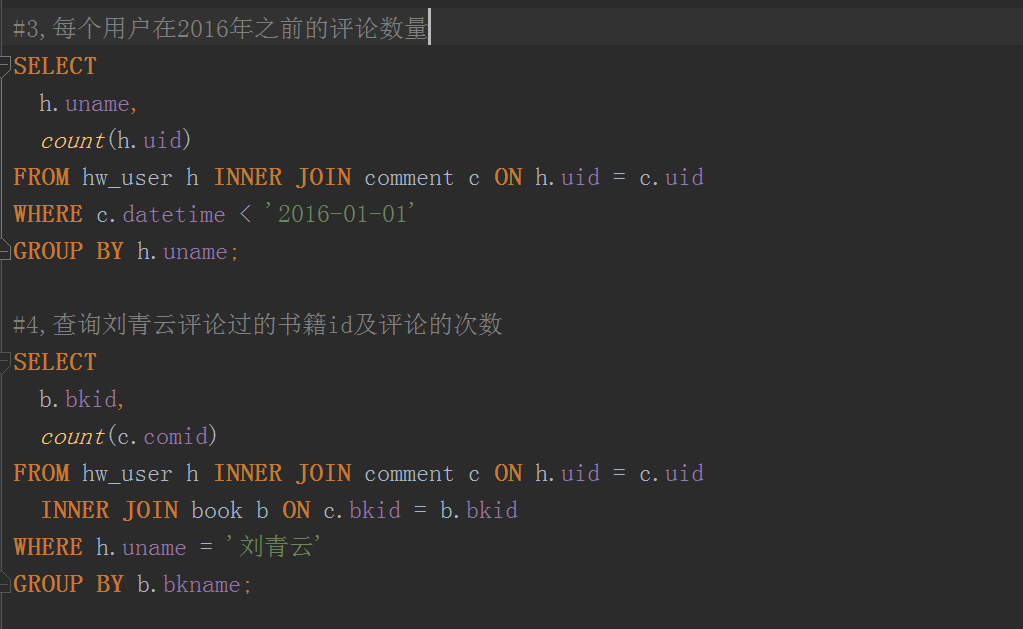 #3,每个用户在2016年之前的评论数量
SELECT
  h.uname,
  count(h.uid)
FROM hw_user h INNER JOIN comment c ON h.uid = c.uid
WHERE c.datetime < '2016-01-01'
GROUP BY h.uname;
#4,查询刘青云评论过的书籍id及评论的次数
SELECT
  b.bkid,
  count(c.comid)
FROM hw_user h INNER JOIN comment c ON h.uid = c.uid
  INNER JOIN book b ON c.bkid = b.bkid
WHERE h.uname = '刘青云'
GROUP BY b.bkname;